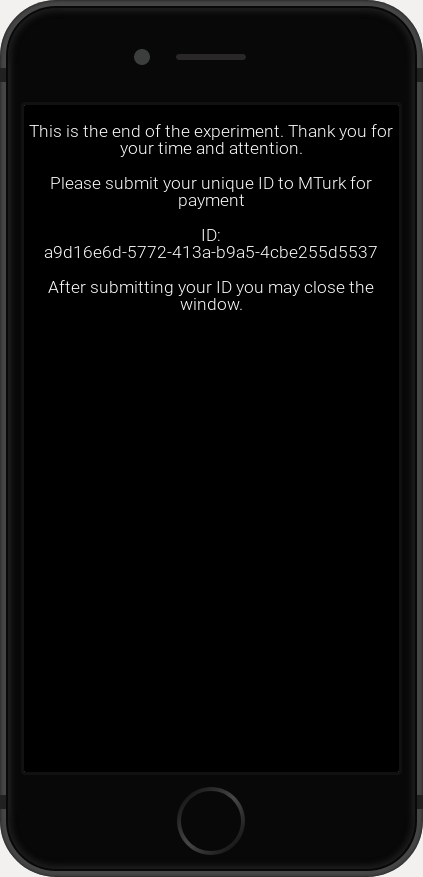 This is the end of the experiment. Thank you for
your time and attention.
Please submit your unique ID to MTurk for
payment
ID:
a9d16e6d-5772-413a-b9a5-4cbe255d5537
After submitting your ID you may close the
window.